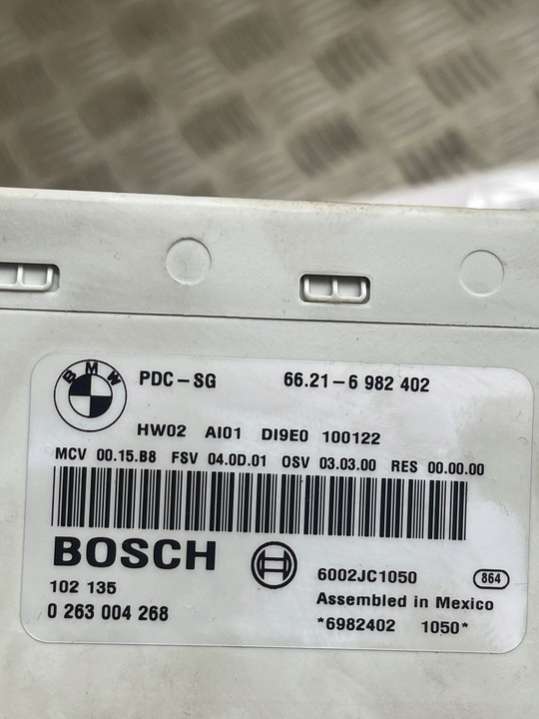 BMW
PDC-SG 66.21-6 982 402
HW02 AI01 DI9E0 100122
MCV 00.15.B8 FSV 04.0D.01 OSV 03.03.00 RES 00.00.00
BOSCH
6002JC1050 864
102 135 Assembled in Mexico
0 263 004 268 *6982402 1050*